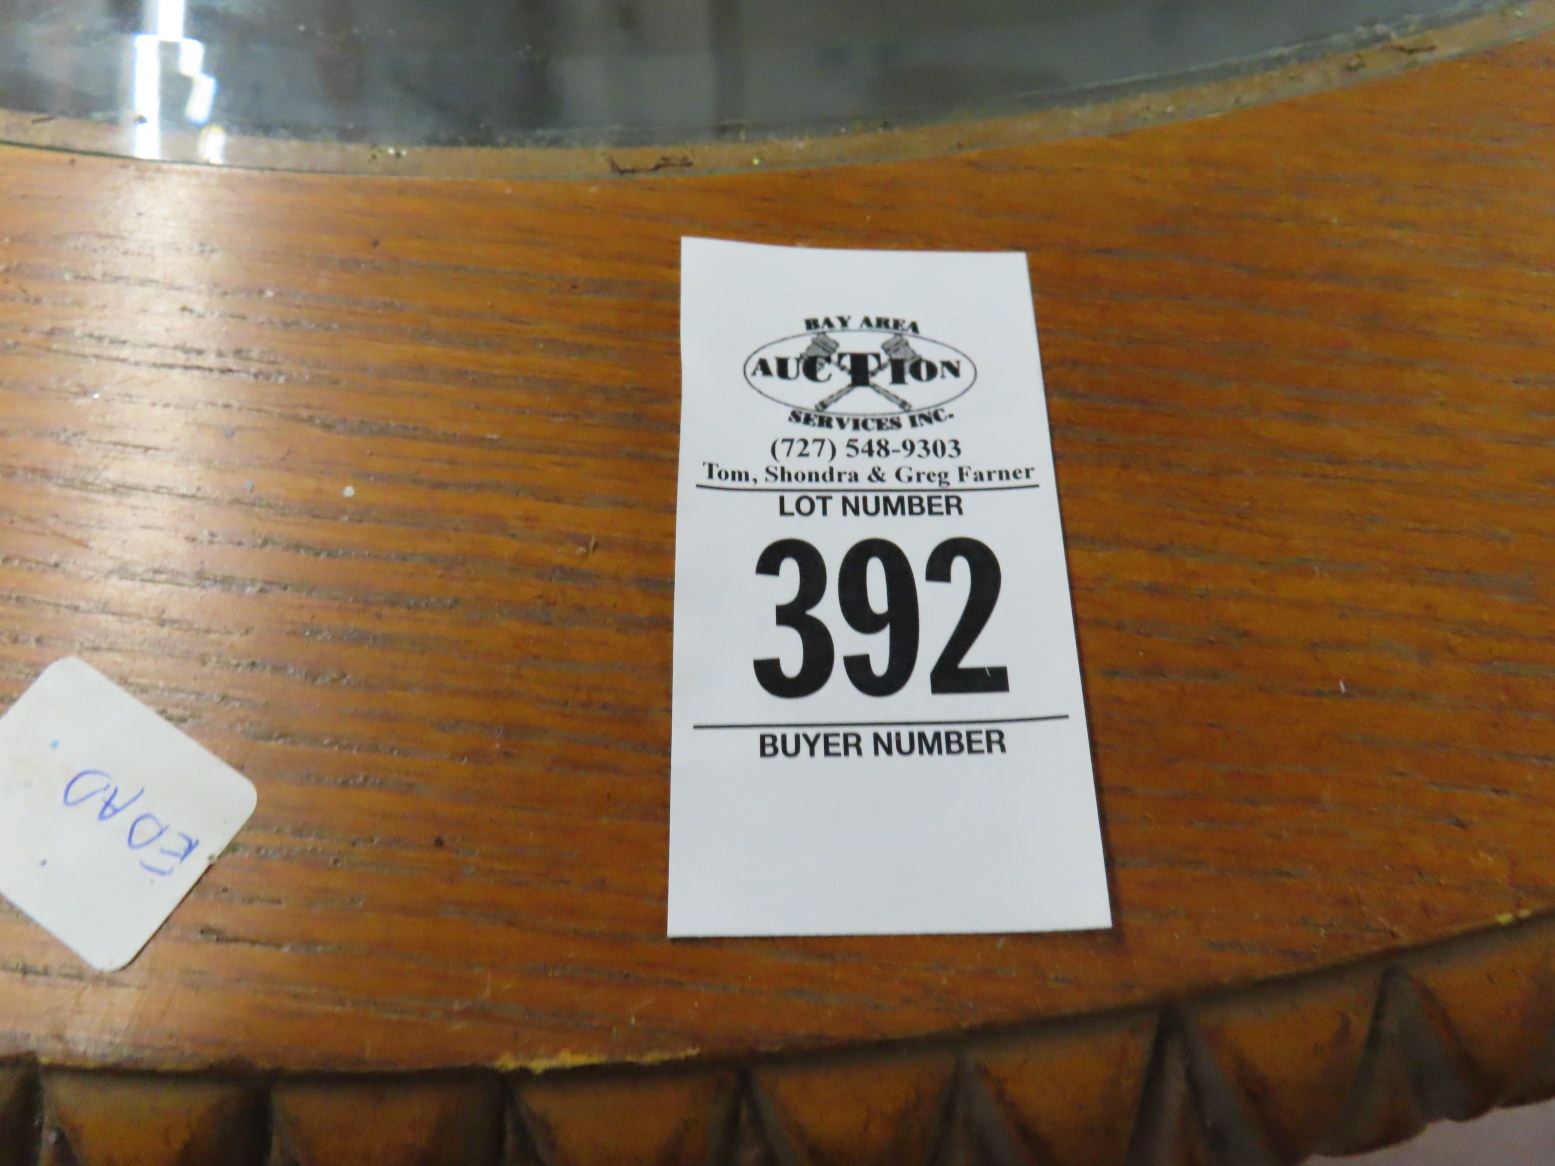 BAY AREA
AUCTION
SERVICES INC.
(727) 548-9303
Tom, Shondra & Greg Farner
LOT NUMBER
392
BUYER NUMBER